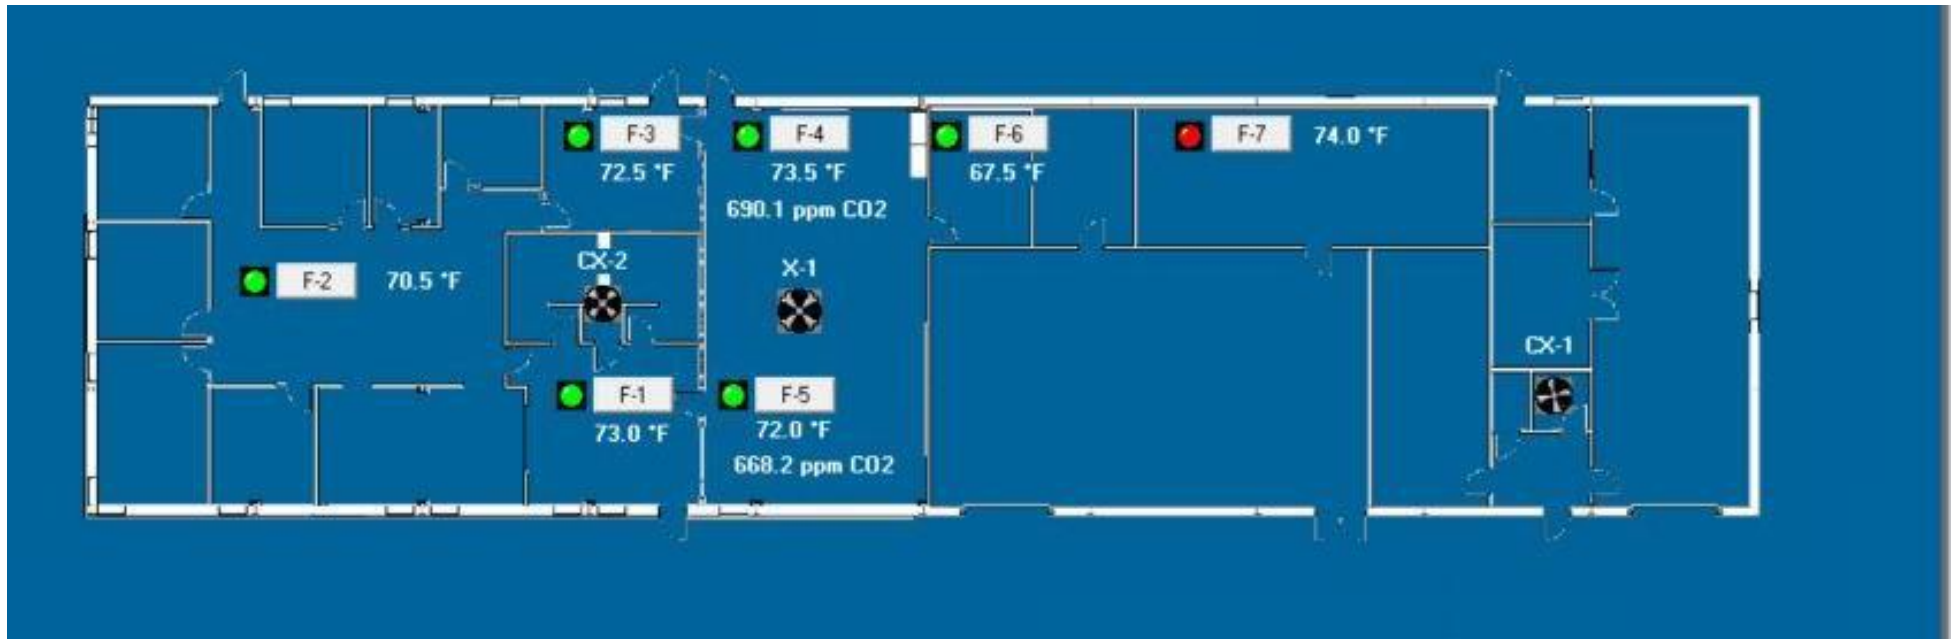 F-3
72.5 °F
F-4
73.5 °F
690.1 ppm CO2
F-6
67.5 °F
F-7 74.0 °F
F-2 70.5 °F
CX-2
X-1
CX-1
F-1
73.0 °F
F-5
72.0 °F
668.2 ppm CO2